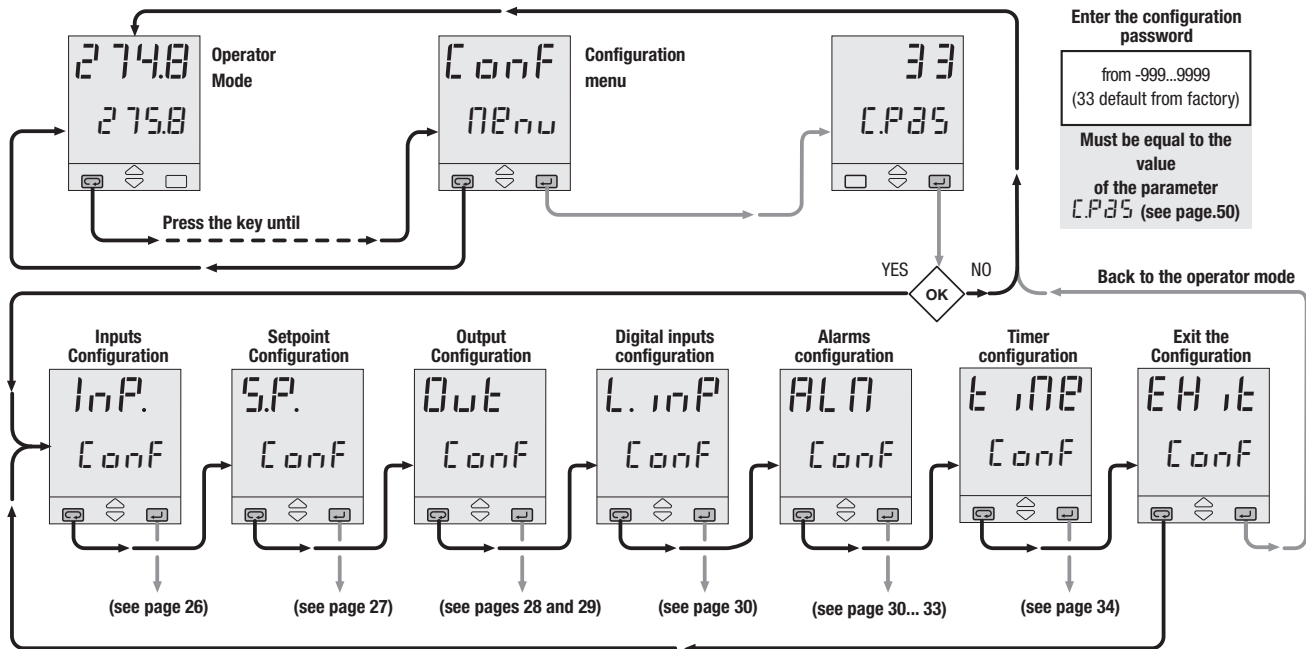 274.8
275.8
Operator
Mode
ConF
MEnu
Configuration
menu
33
C.PAS
Enter the configuration
password
from -999...9999
(33 default from factory)
Must be equal to the
value
of the parameter
C.PAS (see page.50)
Press the key until
YES
OK
NO
Back to the operator mode
Inputs
Configuration
InP.
ConF
(see page 26)
Setpoint
Configuration
S.P.
ConF
(see page 27)
Output
Configuration
Out
ConF
(see pages 28 and 29)
Digital inputs
configuration
L. inP
ConF
(see page 30)
Alarms
configuration
ALM
ConF
(see page 30... 33)
Timer
configuration
t iME
ConF
(see page 34)
Exit the
Configuration
EHit
ConF